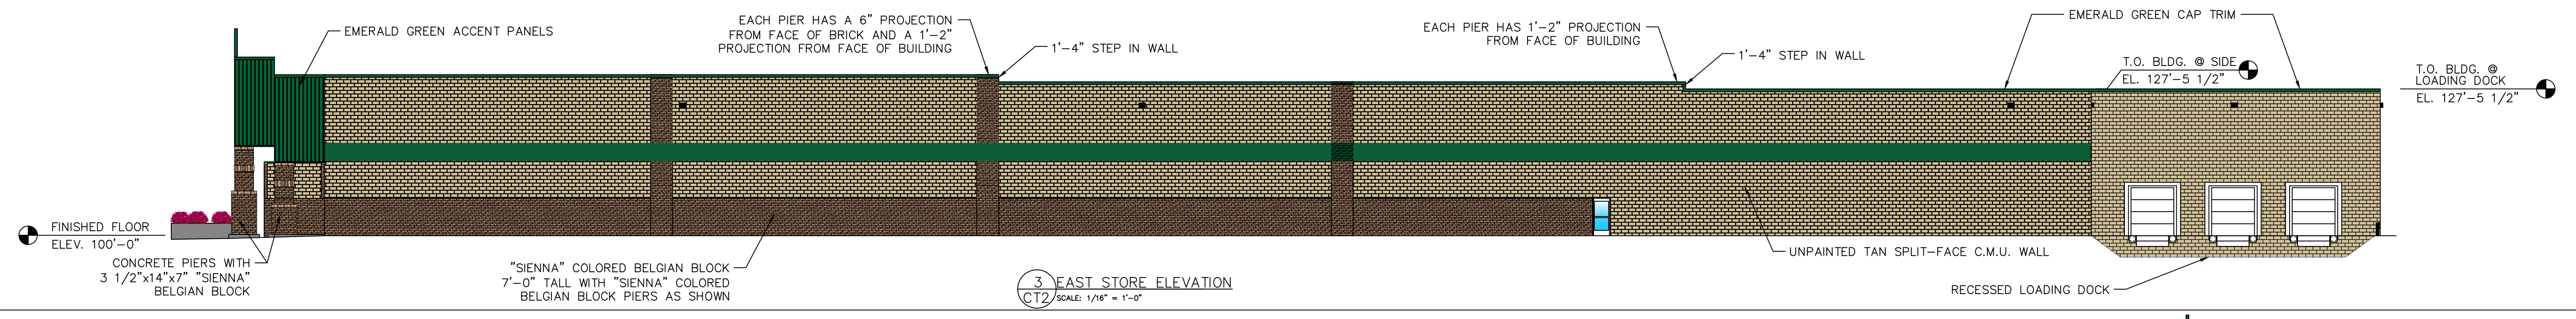 EMERALD GREEN ACCENT PANELS
EACH PIER HAS A 6" PROJECTION
FROM FACE OF BRICK AND A 1'-2"
PROJECTION FROM FACE OF BUILDING
1'-4" STEP IN WALL
EACH PIER HAS 1'-2" PROJECTION
FROM FACE OF BUILDING
1'-4" STEP IN WALL
EMERALD GREEN CAP TRIM
T.O. BLDG. @ SIDE
EL. 127'-5 1/2"
T.O. BLDG. @
LOADING DOCK
EL. 127'-5 1/2"
FINISHED FLOOR
ELEV. 100'-0"
CONCRETE PIERS WITH
3 1/2"x14"x7" "SIENNA"
BELGIAN BLOCK
"SIENNA" COLORED BELGIAN BLOCK
7'-0" TALL WITH "SIENNA" COLORED
BELGIAN BLOCK PIERS AS SHOWN
UNPAINTED TAN SPLIT-FACE C.M.U. WALL
RECESSED LOADING DOCK
3 EAST STORE ELEVATION
CT2 SCALE: 1/16" = 1'-0"